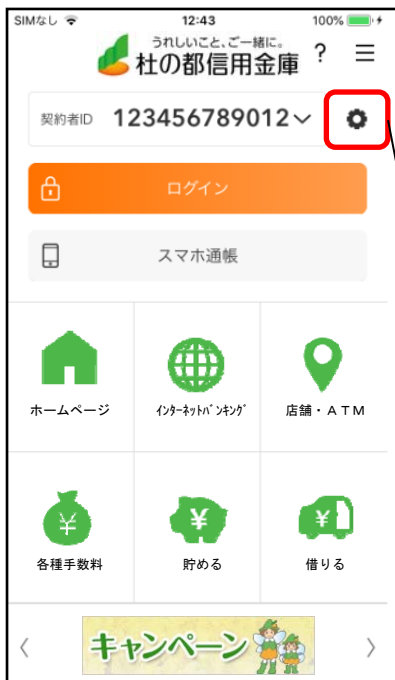 SIMなし 12:43 100%
うれしいこと、ご一緒に。
杜の都信用金庫 ?
契約者ID 123456789012
ログイン
スマホ通帳
ホームページ インターネットバンキング 店舗・ATM
¥ ¥ ¥
各種手数料 貯める 借りる
キャンペーン